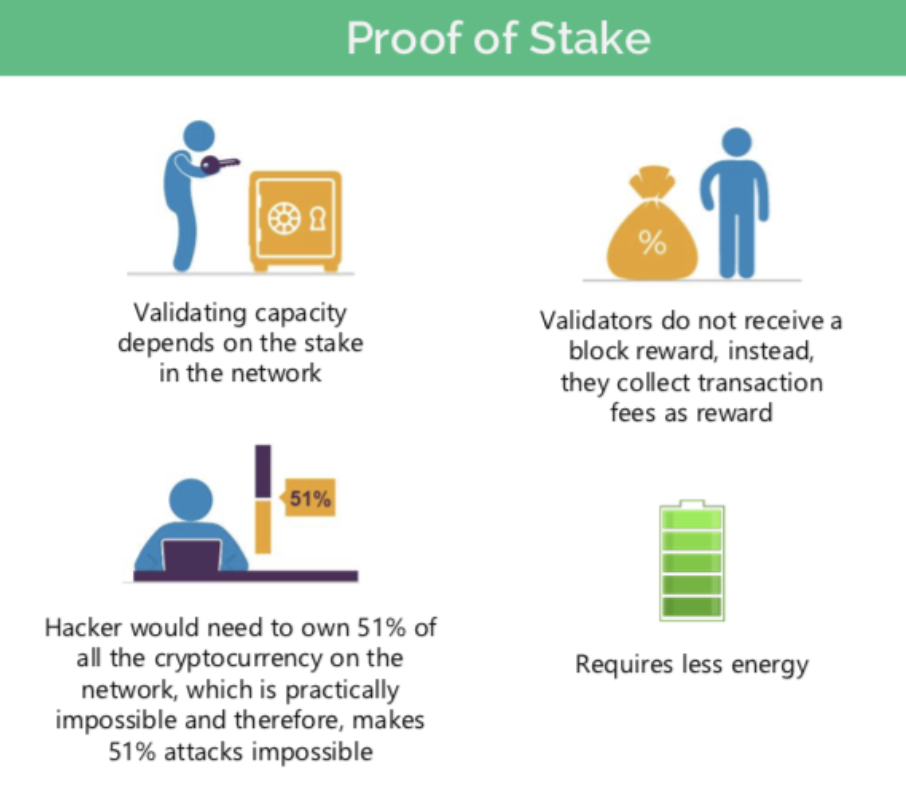 Proof of Stake
Validating capacity
depends on the stake
in the network
%
Validators do not receive a
block reward, instead,
they collect transaction
fees as reward
51%
Hacker would need to own 51% of
all the cryptocurrency on the
network, which is practically
impossible and therefore, makes
51% attacks impossible
Requires less energy